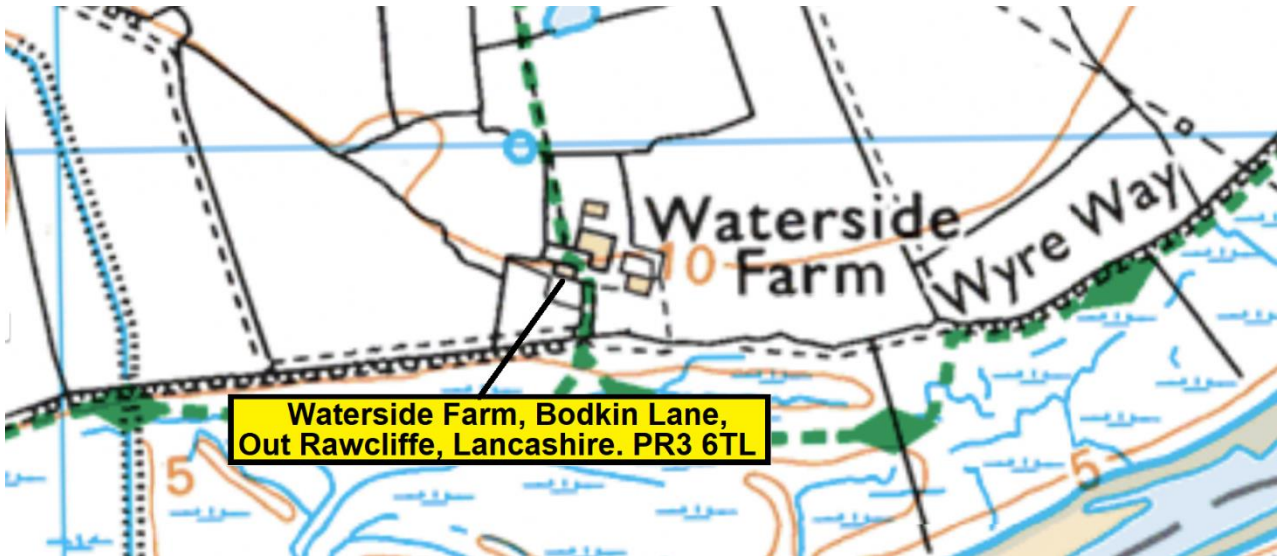 Waterside
Farm
10
Wyre Way
Waterside Farm, Bodkin Lane,
Out Rawcliffe, Lancashire. PR3 6TL
5
5